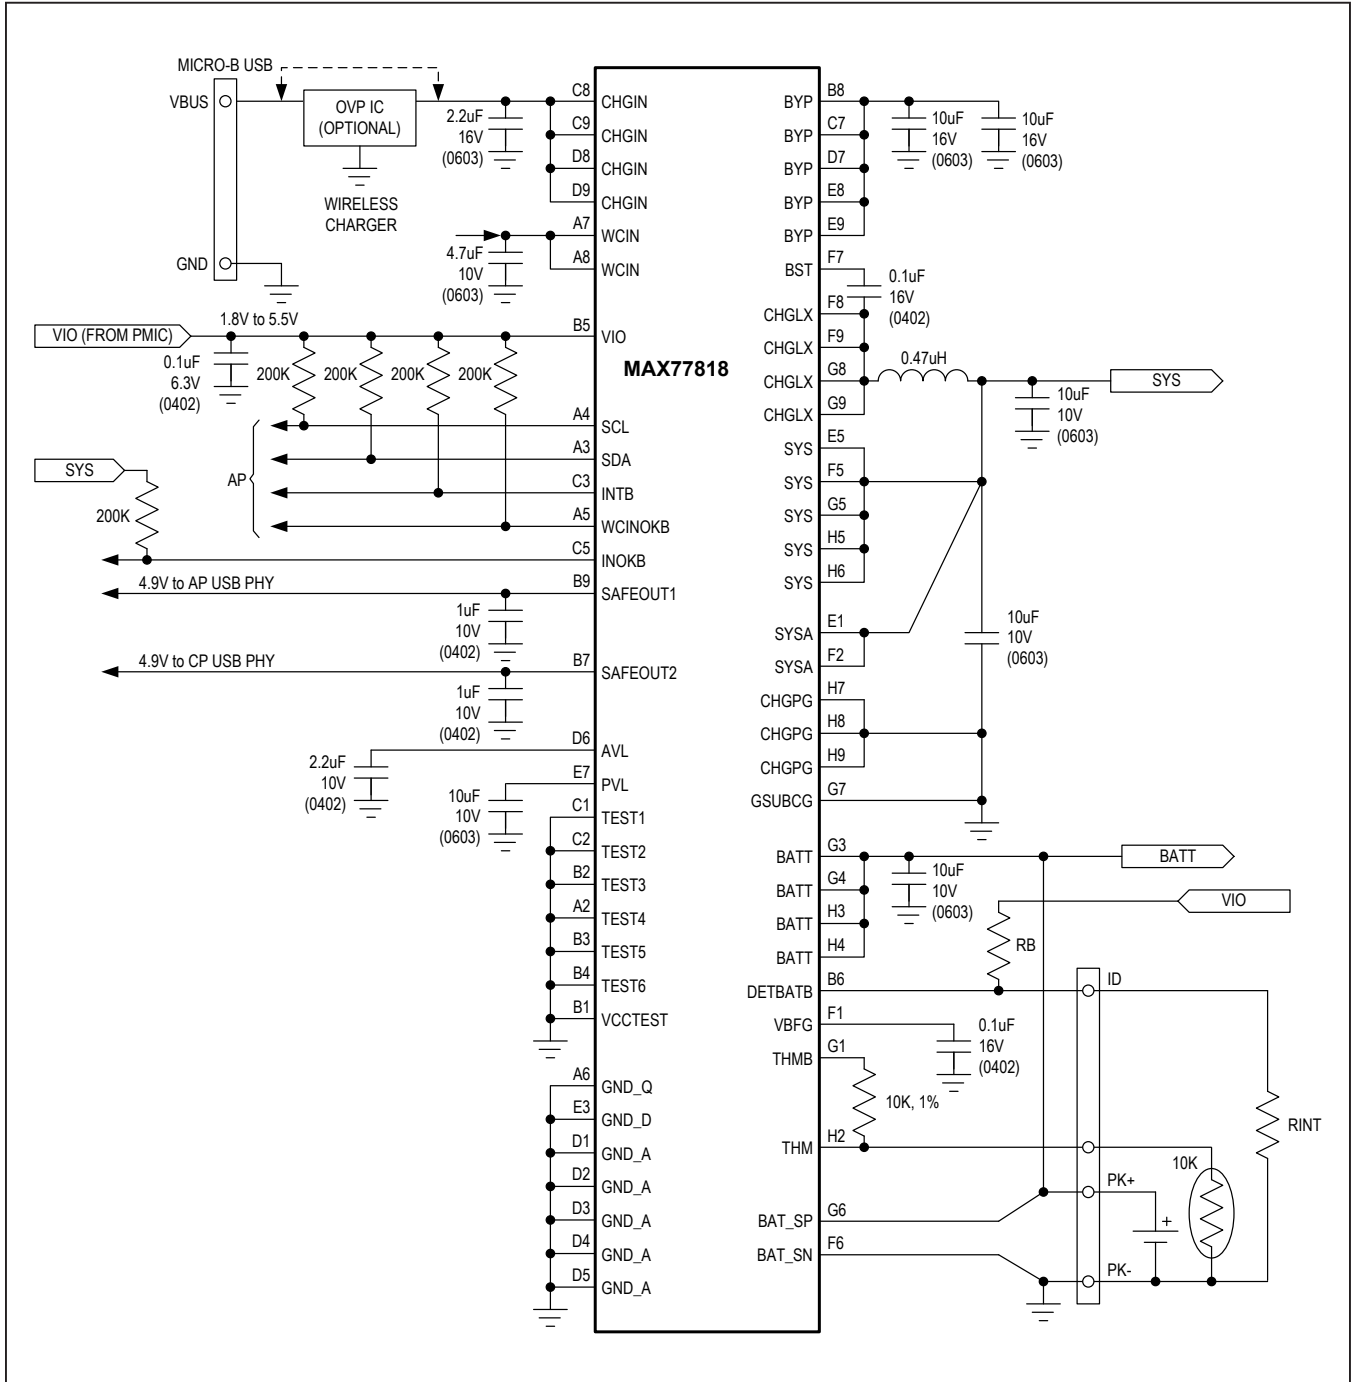 MICRO-B USB
VBUS
OVP IC
(OPTIONAL)
WIRELESS
CHARGER
GND
2.2uF
16V
(0603)
4.7uF
10V
(0603)
C8 CHGIN
C9 CHGIN
D8 CHGIN
D9 CHGIN
A7 WCIN
A8 WCIN
VIO (FROM PMIC)
1.8V to 5.5V
B5 VIO
0.1uF
6.3V
(0402)
200K
200K
200K
200K
AP
A4 SCL
A3 SDA
C3 INTB
A5 WCINOKB
SYS
200K
C5 INOKB
4.9V to AP USB PHY
B9 SAFEOUT1
1uF
10V
(0402)
4.9V to CP USB PHY
B7 SAFEOUT2
1uF
10V
(0402)
D6 AVL
2.2uF
10V
(0402)
E7 PVL
10uF
10V
(0603)
C1 TEST1
C2 TEST2
B2 TEST3
A2 TEST4
B3 TEST5
B4 TEST6
B1 VCCTEST
A6 GND_Q
E3 GND_D
D1 GND_A
D2 GND_A
D3 GND_A
D4 GND_A
D5 GND_A
MAX77818
BYP B8
BYP C7
BYP D7
BYP E8
BYP E9
10uF
16V
(0603)
10uF
16V
(0603)
BST F7
0.1uF
16V
(0402)
CHGLX F8
CHGLX F9
CHGLX G8
CHGLX G9
0.47uH
10uF
10V
(0603)
SYS
SYS E5
SYS F5
SYS G5
SYS H5
SYS H6
SYSA E1
SYSA F2
10uF
10V
(0603)
CHGPG H7
CHGPG H8
CHGPG H9
GSUBCG G7
BATT G3
BATT G4
BATT H3
BATT H4
10uF
10V
(0603)
BATT
VIO
RB
DETBATB B6
ID
VBFG F1
0.1uF
16V
(0402)
THMB G1
10K, 1%
THM H2
10K
RINT
PK+
+
BAT_SP G6
BAT_SN F6
PK-